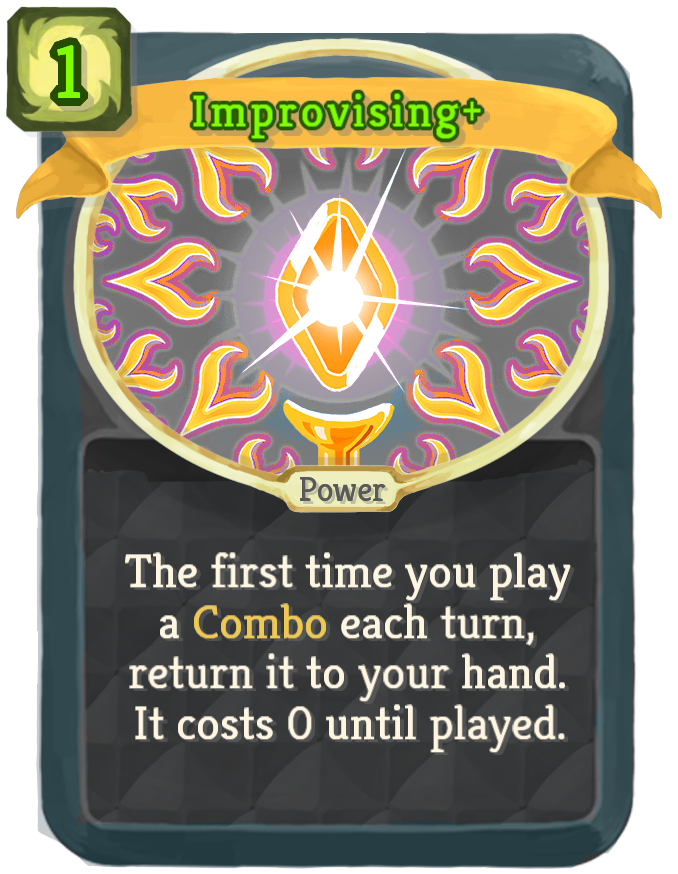 1
Improvising+
Power
The first time you play
a Combo each turn,
return it to your hand.
It costs 0 until played.